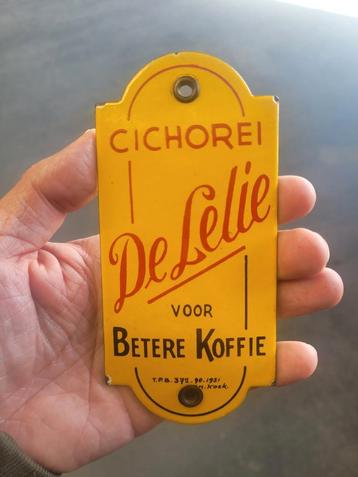 CICHOREI
De Lelie
VOOR
BETERE KOFFIE